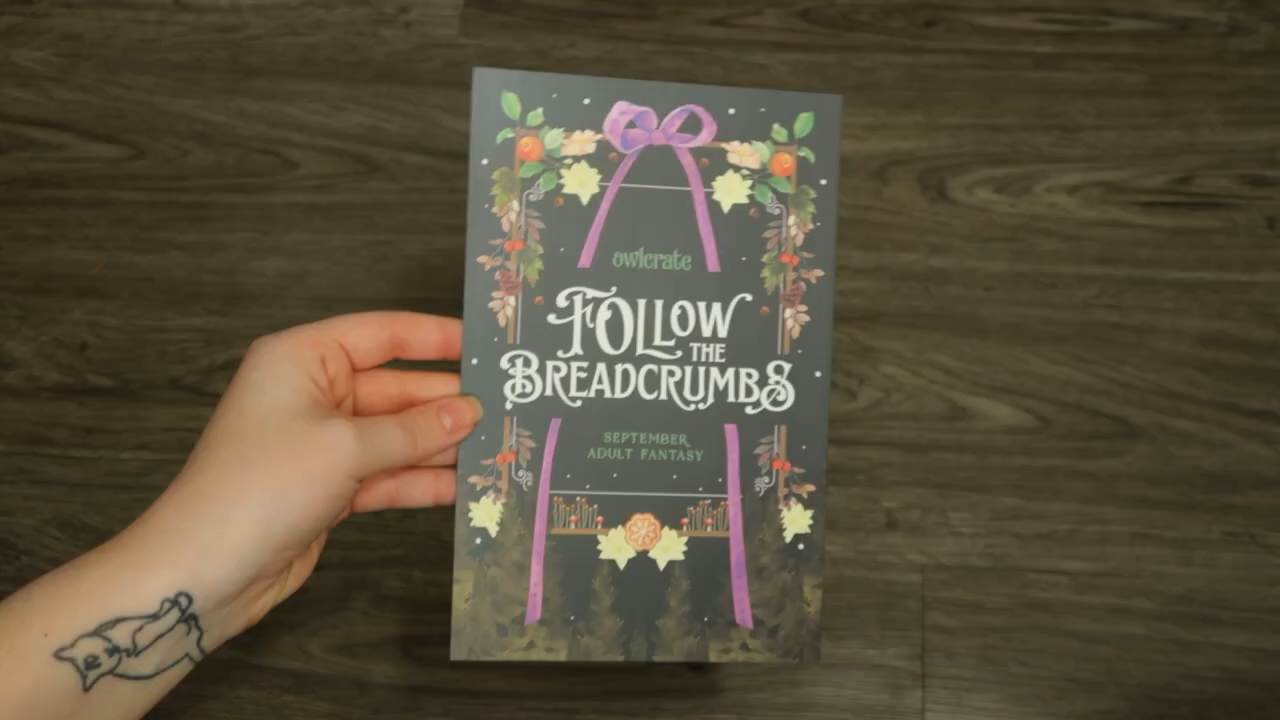 owlcrate
FOLLOW
THE
BREADCRUMBS
SEPTEMBER
ADULT FANTASY